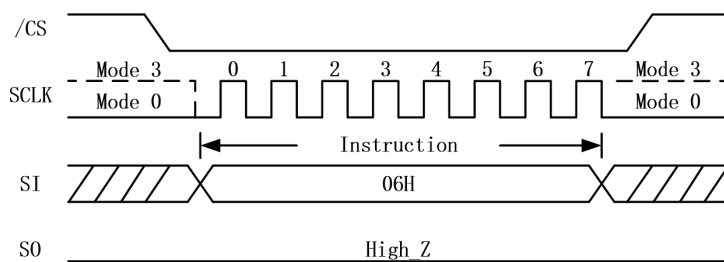 /CS
Mode 3 0 1 2 3 4 5 6 7 Mode 3
SCLK
Mode 0 Mode 0
Instruction
SI 06H
SO High_Z